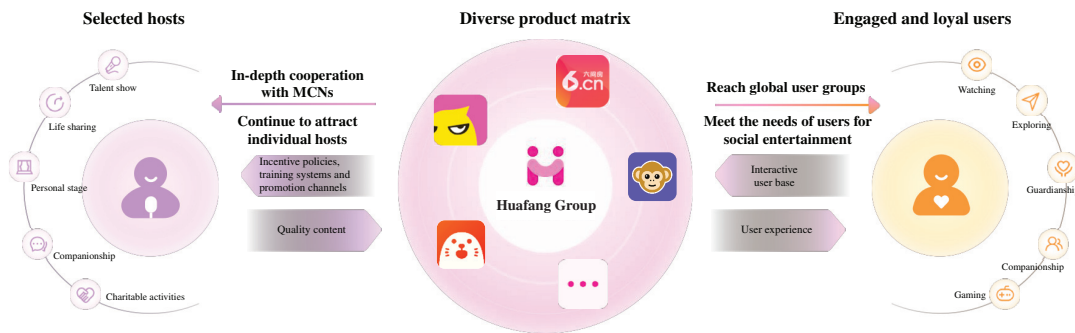 Selected hosts
Diverse product matrix
Engaged and loyal users
Talent show
Life sharing
Personal stage
Companionship
Charitable activities
In-depth cooperation
with MCNs
Continue to attract
individual hosts
Incentive policies,
training systems and
promotion channels
Quality content
六间房
6.cn
Huafang Group
Reach global user groups
Meet the needs of users for
social entertainment
Interactive
user base
User experience
Watching
Exploring
Guardianshi
Companionship
Gaming